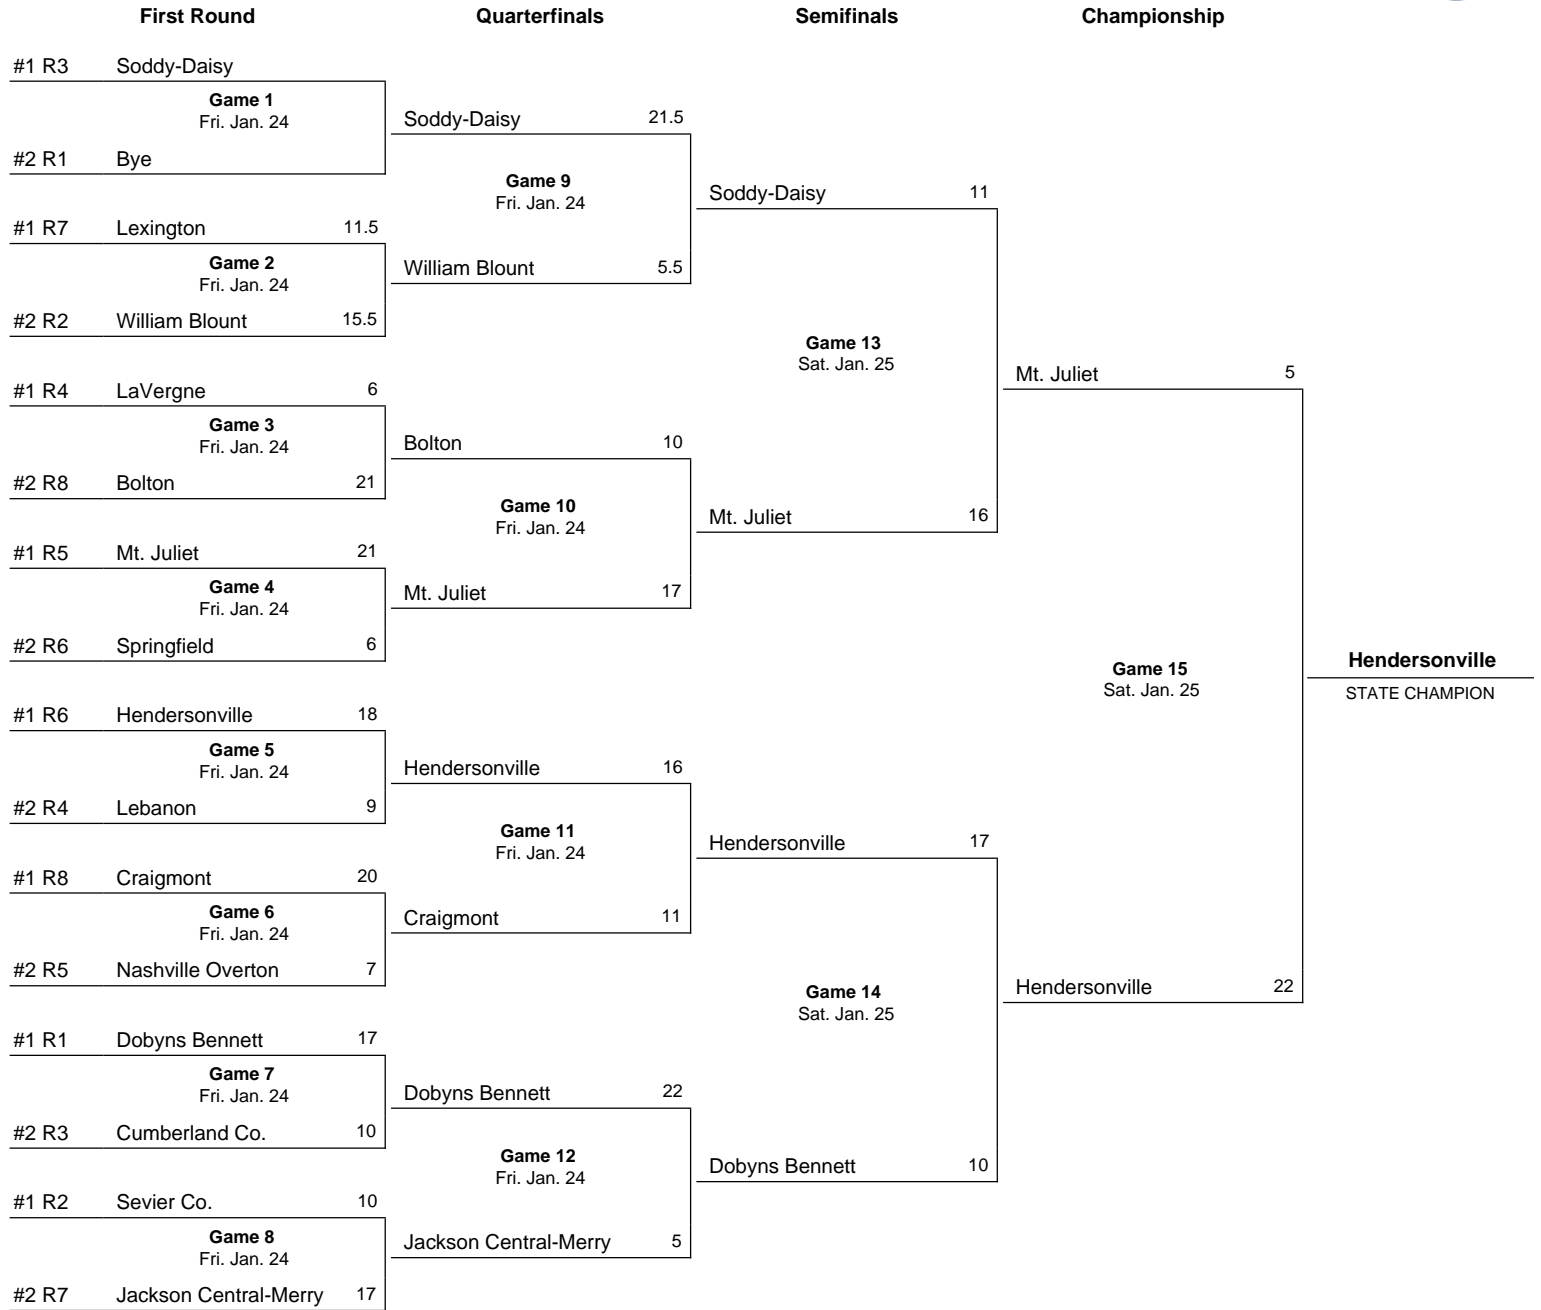 First Round Quarterfinals Semifinals Championship
#1 R3 Soddy-Daisy
Game 1
Fri. Jan. 24
#2 R1 Bye
Soddy-Daisy 21.5
Game 9
Fri. Jan. 24
William Blount 5.5
#1 R7 Lexington 11.5
Game 2
Fri. Jan. 24
#2 R2 William Blount 15.5
Soddy-Daisy 11
Game 13
Sat. Jan. 25
Mt. Juliet 16
#1 R4 LaVergne 6
Game 3
Fri. Jan. 24
#2 R8 Bolton 21
Bolton 10
Game 10
Fri. Jan. 24
Mt. Juliet 17
#1 R5 Mt. Juliet 21
Game 4
Fri. Jan. 24
#2 R6 Springfield 6
Mt. Juliet 5
Game 15
Sat. Jan. 25
Hendersonville 22
Hendersonville
STATE CHAMPION
#1 R6 Hendersonville 18
Game 5
Fri. Jan. 24
#2 R4 Lebanon 9
Hendersonville 16
Game 11
Fri. Jan. 24
Craigmont 11
#1 R8 Craigmont 20
Game 6
Fri. Jan. 24
#2 R5 Nashville Overton 7
Hendersonville 17
Game 14
Sat. Jan. 25
Dobyns Bennett 10
#1 R1 Dobyns Bennett 17
Game 7
Fri. Jan. 24
#2 R3 Cumberland Co. 10
Dobyns Bennett 22
Game 12
Fri. Jan. 24
Jackson Central-Merry 5
#1 R2 Sevier Co. 10
Game 8
Fri. Jan. 24
#2 R7 Jackson Central-Merry 17